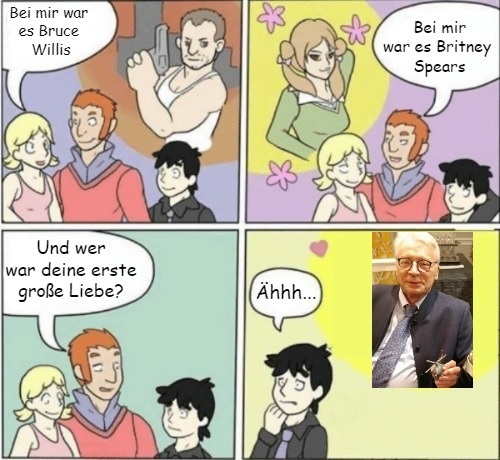 Bei mir war
es Bruce
Willis
Bei mir
war es Britney
Spears
Und wer
war deine erste
große Liebe?
Ähhh...